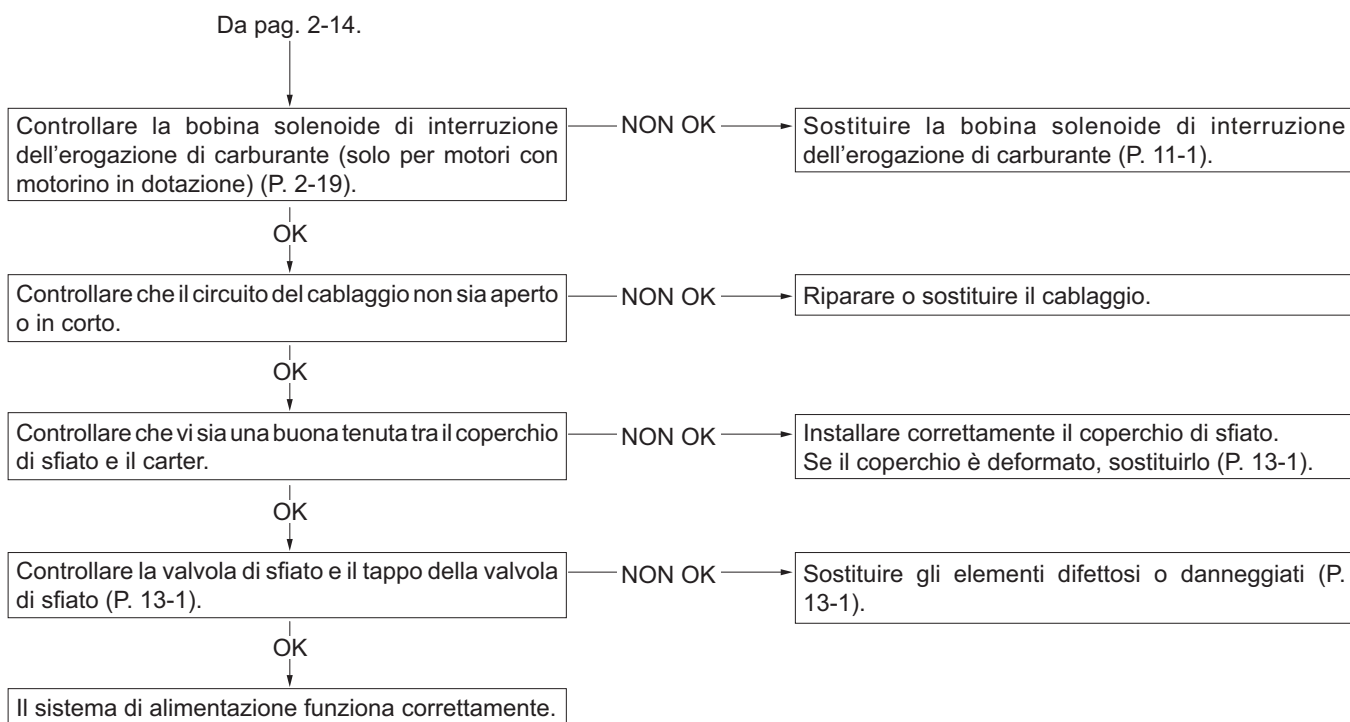 Da pag. 2-14.
Controllare la bobina solenoide di interruzione
dell'erogazione di carburante (solo per motori con
motorino in dotazione) (P. 2-19).
NON OK
Sostituire la bobina solenoide di interruzione
dell'erogazione di carburante (P. 11-1).
OK
Controllare che il circuito del cablaggio non sia aperto
o in corto.
NON OK
Riparare o sostituire il cablaggio.
OK
Controllare che vi sia una buona tenuta tra il coperchio
di sfiato e il carter.
NON OK
Installare correttamente il coperchio di sfiato.
Se il coperchio è deformato, sostituirlo (P. 13-1).
OK
Controllare la valvola di sfiato e il tappo della valvola
di sfiato (P. 13-1).
NON OK
Sostituire gli elementi difettosi o danneggiati (P.
13-1).
OK
Il sistema di alimentazione funziona correttamente.